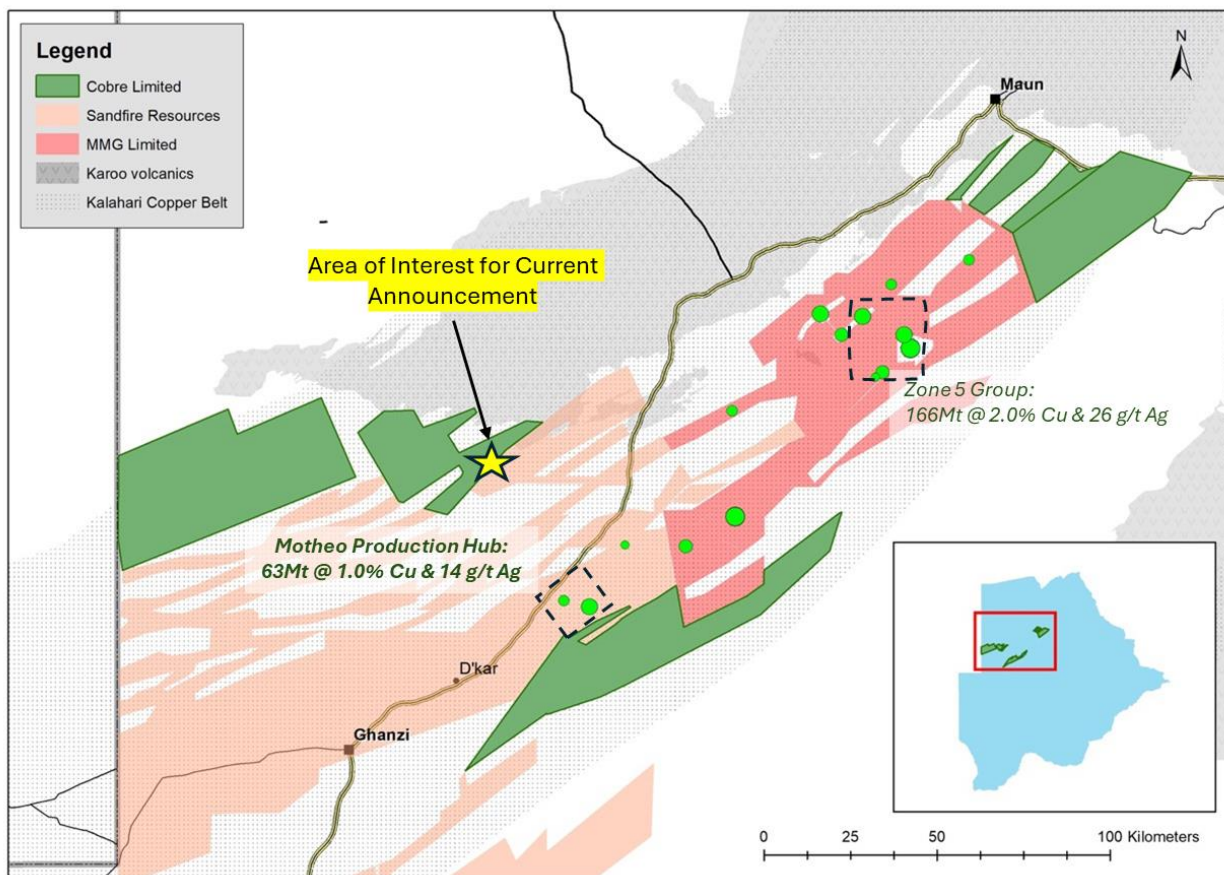 Legend
Cobre Limited
Sandfire Resources
MMG Limited
Karoo volcanics
Kalahari Copper Belt
N
Maun
Area of Interest for Current
Announcement
Zone 5 Group:
166Mt @ 2.0% Cu & 26 g/t Ag
Motheo Production Hub:
63Mt @ 1.0% Cu & 14 g/t Ag
D'kar
Ghanzi
0 25 50 100 Kilometers